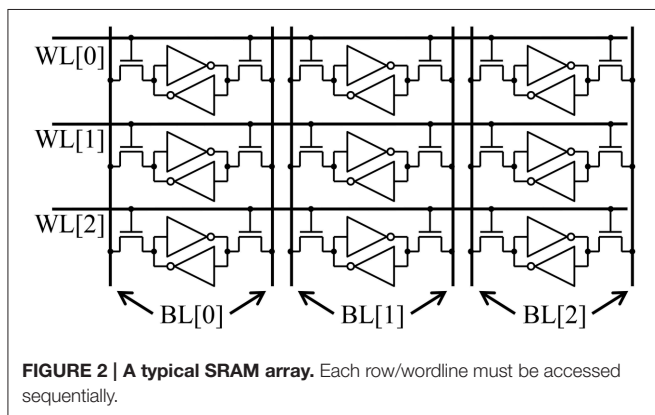 WL[0]
WL[1]
WL[2]
BL[0] BL[1] BL[2]
FIGURE 2 | A typical SRAM array. Each row/wordline must be accessed
sequentially.